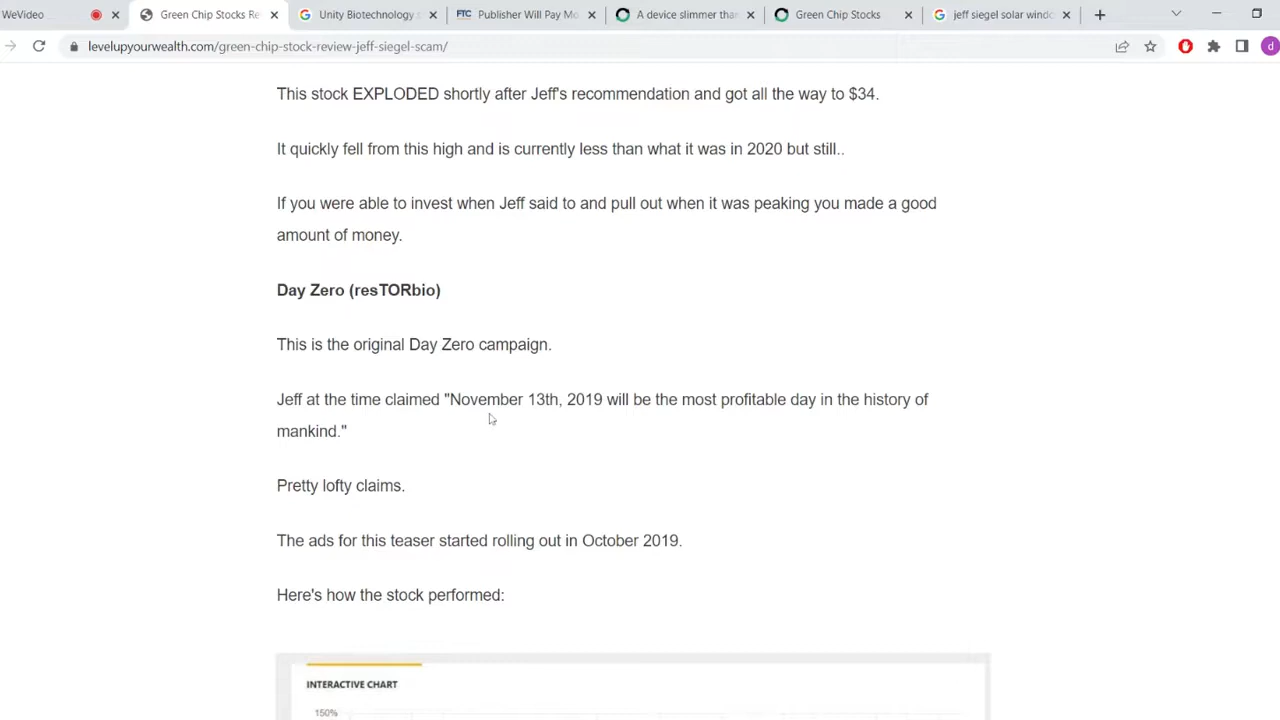 WeVideo
Green Chip Stocks Re
Unity Biotechnology
FTC Publisher Will Pay Mo
A device slimmer than
Green Chip Stocks
jeff siegel solar windo
levelupyourwealth.com/green-chip-stock-review-jeff-siegel-scam/
d
This stock EXPLODED shortly after Jeff's recommendation and got all the way to $34.
It quickly fell from this high and is currently less than what it was in 2020 but still..
If you were able to invest when Jeff said to and pull out when it was peaking you made a good
amount of money.
Day Zero (resTORbio)
This is the original Day Zero campaign.
Jeff at the time claimed "November 13th, 2019 will be the most profitable day in the history of
mankind."
Pretty lofty claims.
The ads for this teaser started rolling out in October 2019.
Here's how the stock performed:
INTERACTIVE CHART
150%